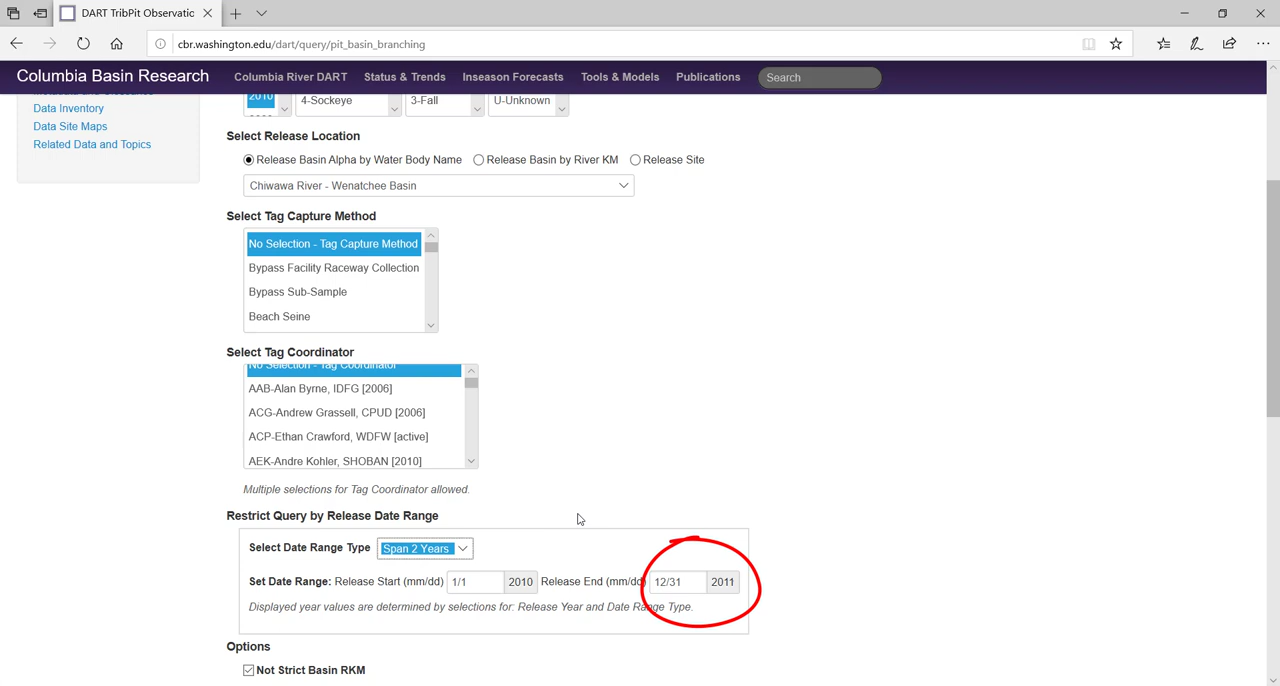 DART TribPit Observatio
cbr.washington.edu/dart/query/pit_basin_branching
Columbia Basin Research
Columbia River DART
Status & Trends
Inseason Forecasts
Tools & Models
Publications
Search
Data Inventory
Data Site Maps
Related Data and Topics
2010
4-Sockeye
3-Fall
U-Unknown
Select Release Location
Release Basin Alpha by Water Body Name
Release Basin by River KM
Release Site
Chiwawa River - Wenatchee Basin
Select Tag Capture Method
No Selection - Tag Capture Method
Bypass Facility Raceway Collection
Bypass Sub-Sample
Beach Seine
Select Tag Coordinator
No Selection - Tag Coordinator
AAB-Alan Byrne, IDFG [2006]
ACG-Andrew Grassell, CPUD [2006]
ACP-Ethan Crawford, WDFW [active]
AEK-Andre Kohler, SHOBAN [2010]
Multiple selections for Tag Coordinator allowed.
Restrict Query by Release Date Range
Select Date Range Type Span 2 Years
Set Date Range: Release Start (mm/dd) 1/1 2010 Release End (mm/dd) 12/31 2011
Displayed year values are determined by selections for: Release Year and Date Range Type.
Options
Not Strict Basin RKM